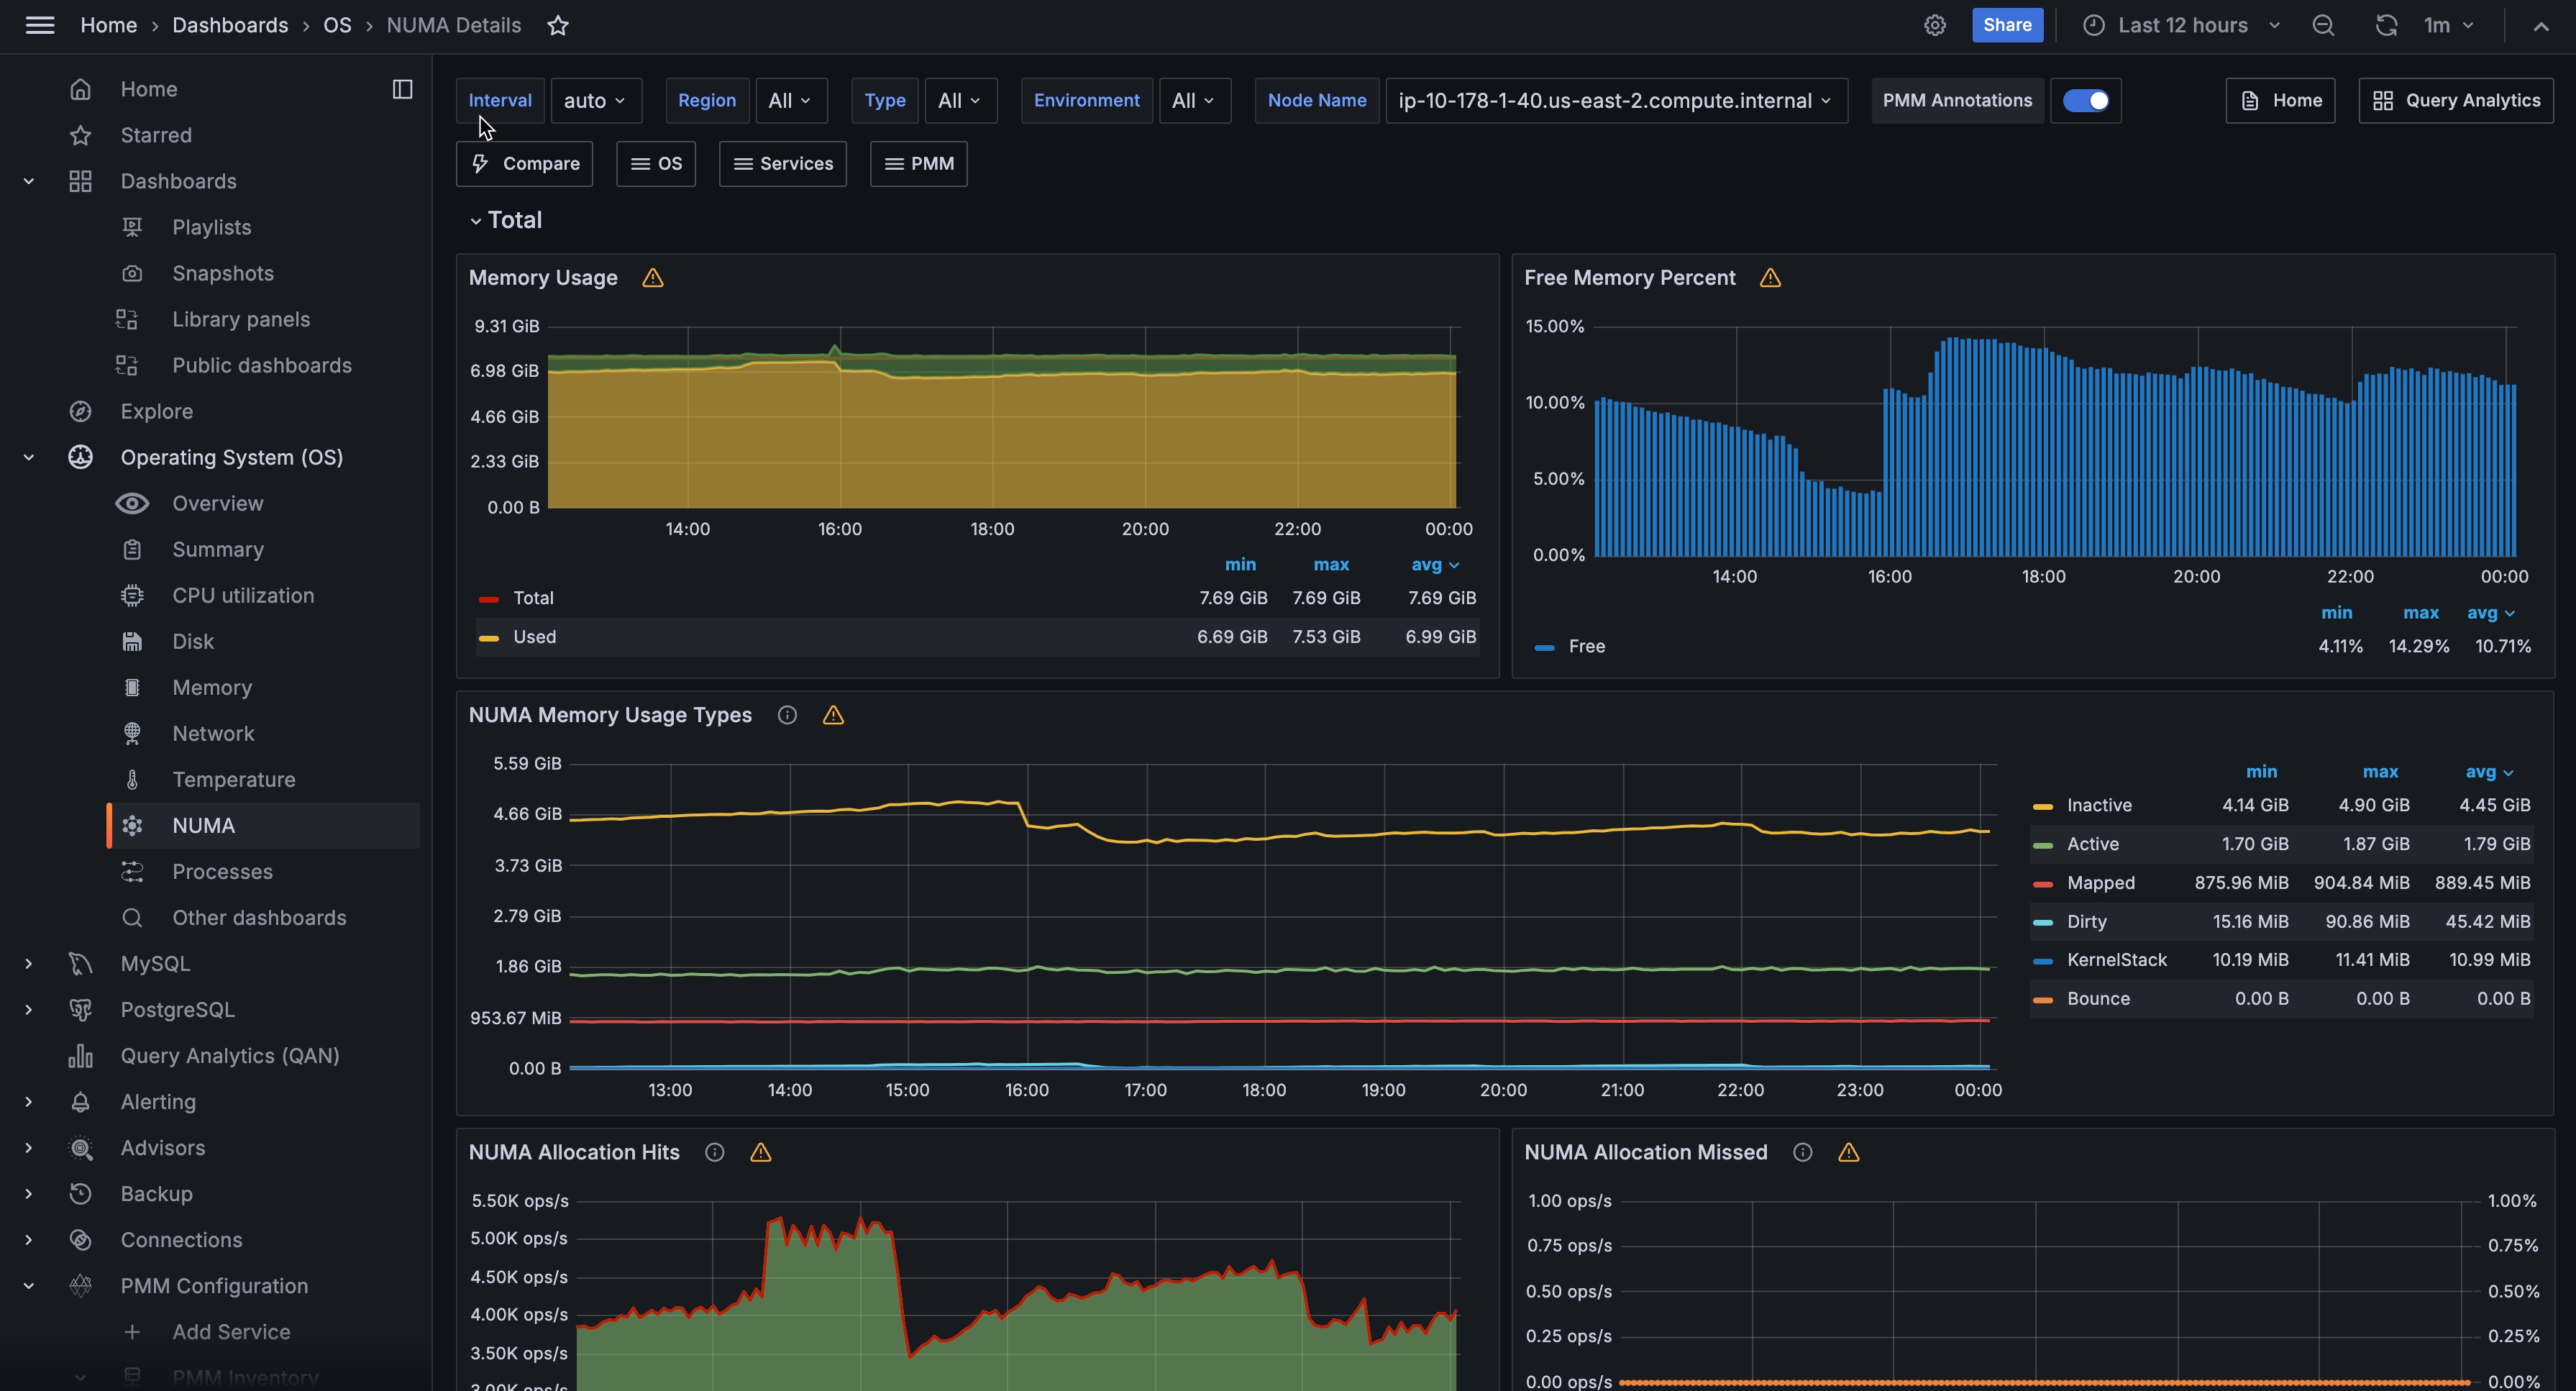 Home › Dashboards › OS › NUMA Details
Share
Last 12 hours
1m
Home
Starred
Dashboards
Playlists
Snapshots
Library panels
Public dashboards
Explore
Operating System (OS)
Overview
Summary
CPU utilization
Disk
Memory
Network
Temperature
NUMA
Processes
Other dashboards
MySQL
PostgreSQL
Query Analytics (QAN)
Alerting
Advisors
Backup
Connections
PMM Configuration
Add Service
PMM Inventory
Interval auto Region All Type All Environment All Node Name ip-10-178-1-40.us-east-2.compute.internal PMM Annotations Home Query Analytics
Compare OS Services PMM
Total
Memory Usage
9.31 GiB
6.98 GiB
4.66 GiB
2.33 GiB
0.00 B
14:00 16:00 18:00 20:00 22:00 00:00
min max avg
Total 7.69 GiB 7.69 GiB 7.69 GiB
Used 6.69 GiB 7.53 GiB 6.99 GiB
Free Memory Percent
15.00%
10.00%
5.00%
0.00%
14:00 16:00 18:00 20:00 22:00 00:00
min max avg
Free 4.11% 14.29% 10.71%
NUMA Memory Usage Types
5.59 GiB
4.66 GiB
3.73 GiB
2.79 GiB
1.86 GiB
953.67 MiB
0.00 B
13:00 14:00 15:00 16:00 17:00 18:00 19:00 20:00 21:00 22:00 23:00 00:00
min max avg
Inactive 4.14 GiB 4.90 GiB 4.45 GiB
Active 1.70 GiB 1.87 GiB 1.79 GiB
Mapped 875.96 MiB 904.84 MiB 889.45 MiB
Dirty 15.16 MiB 90.86 MiB 45.42 MiB
KernelStack 10.19 MiB 11.41 MiB 10.99 MiB
Bounce 0.00 B 0.00 B 0.00 B
NUMA Allocation Hits
5.50K ops/s
5.00K ops/s
4.50K ops/s
4.00K ops/s
3.50K ops/s
3.00K ops/s
NUMA Allocation Missed
1.00 ops/s 1.00%
0.75 ops/s 0.75%
0.50 ops/s 0.50%
0.25 ops/s 0.25%
0.00 ops/s 0.00%